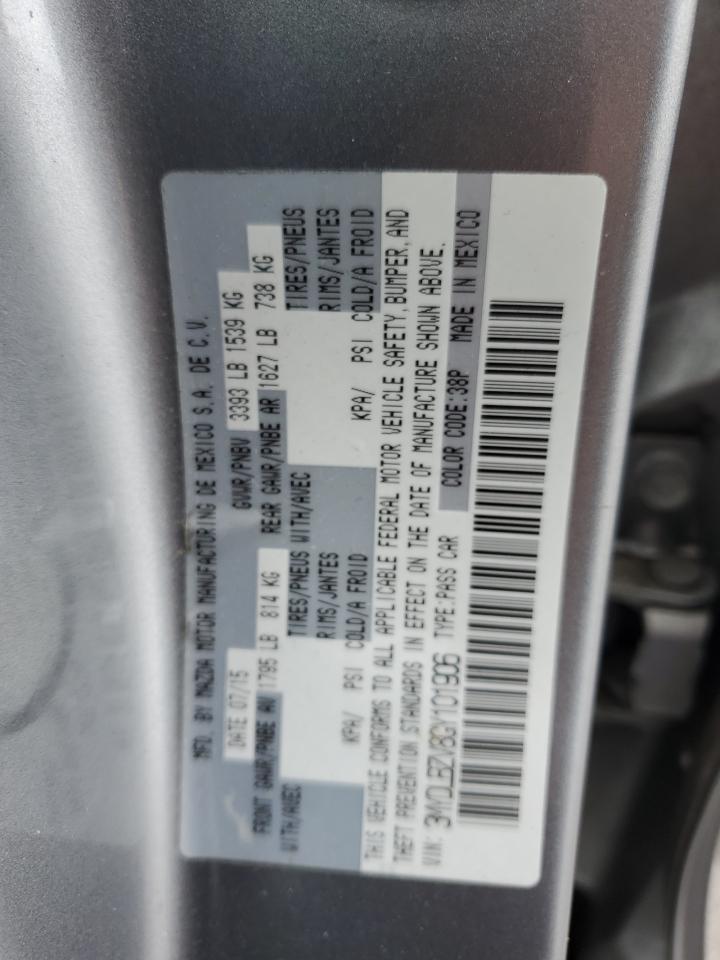 MFD. BY MAZDA MOTOR MANUFACTURING DE MEXICO S.A. DE C.V.
DATE 07/15 GVWR/PNBV 3393 LB 1539 KG
FRONT GAWR/PNBE AV 1795 LB 814 KG REAR GAWR/PNBE AR 1627 LB 738 KG
WITH/AVEC TIRES/PNEUS WITH/AVEC TIRES/PNEUS
RIMS/JANTES RIMS/JANTES
KPA/ PSI COLD/A FROID KPA/ PSI COLD/A FROID
THIS VEHICLE CONFORMS TO ALL APPLICABLE FEDERAL MOTOR VEHICLE SAFETY, BUMPER, AND
THEFT PREVENTION STANDARDS IN EFFECT ON THE DATE OF MANUFACTURE SHOWN ABOVE.
VIN: 3MYDLBZV8GY101906 TYPE:PASS CAR COLOR CODE:38P MADE IN MEXICO